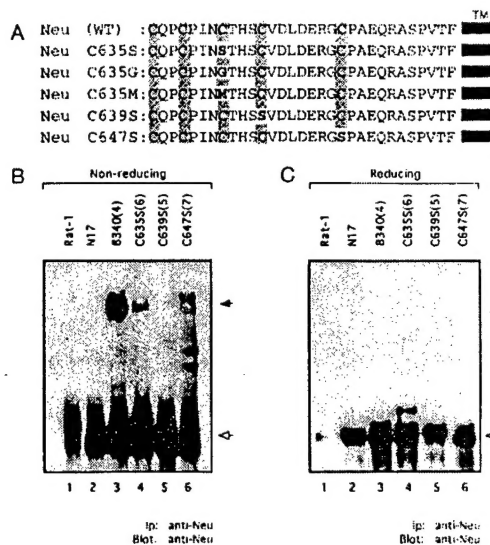 A
TM
Neu (WT) :CQPCPINCTHSCVDLDERGCPAEQRASPVTF
Neu C635S:CQPCPINSTHSCVDLDERGCPAEQRASPVTF
Neu C635G:CQPCPINGTHSCVDLDERGCPAEQRASPVTF
Neu C635M:CQPCPINMTHSCVDLDERGCPAEQRASPVTF
Neu C639S:CQPCPINCTHSSVDLDERGCPAEQRASPVTF
Neu C647S:CQPCPINCTHSCVDLDERGSPAEQRASPVTF
B
Non-reducing
Rat-1 N17 8340(4) C635S(6) C639S(5) C647S(7)
1 2 3 4 5 6
Ip: anti-Neu
Blot: anti-Neu
C
Reducing
Rat-1 N17 8340(4) C635S(6) C639S(5) C647S(7)
1 2 3 4 5 6
Ip: anti-Neu
Blot: anti-Neu